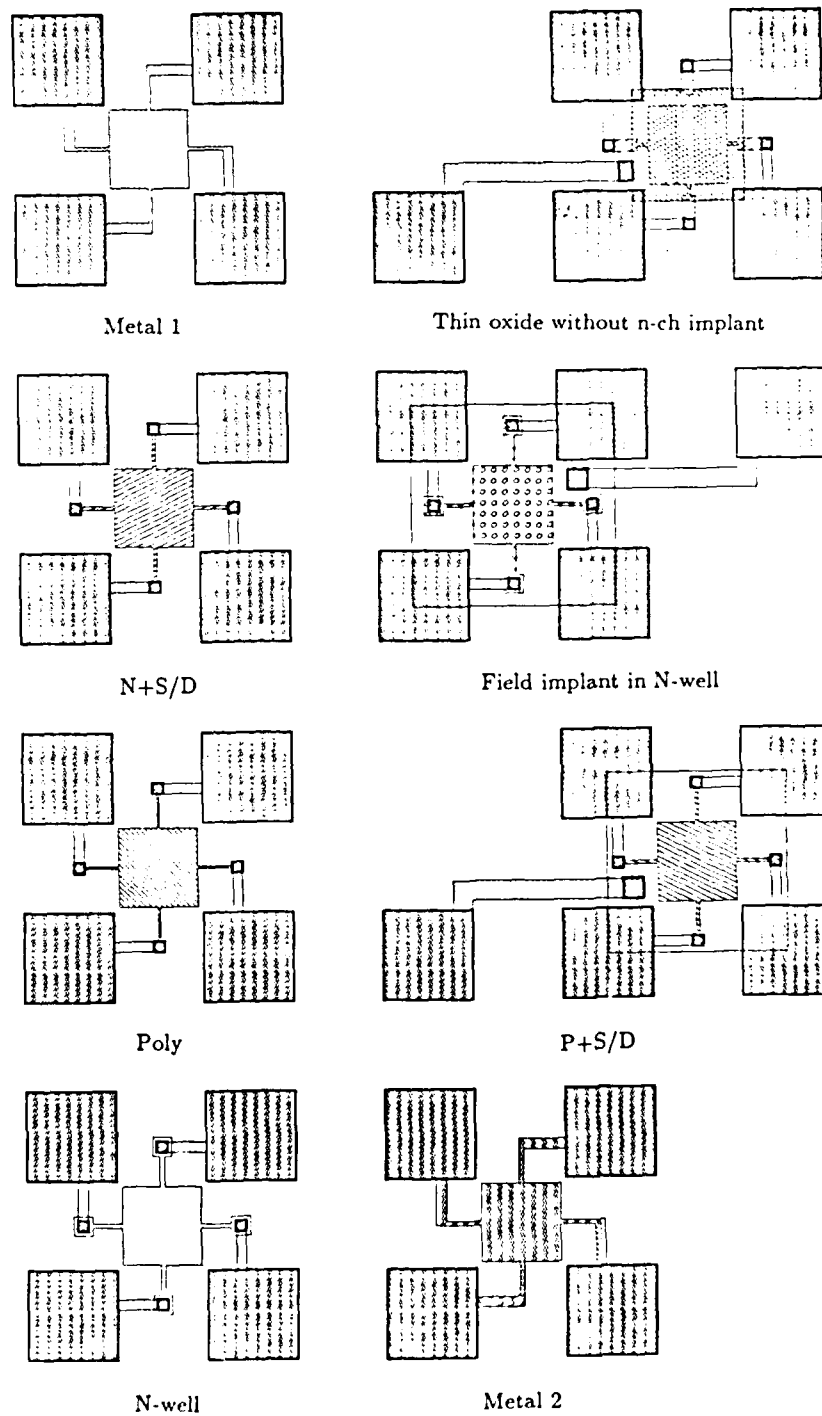 Metal 1
Thin oxide without n-ch implant
N+S/D
Field implant in N-well
Poly
P+S/D
N-well
Metal 2